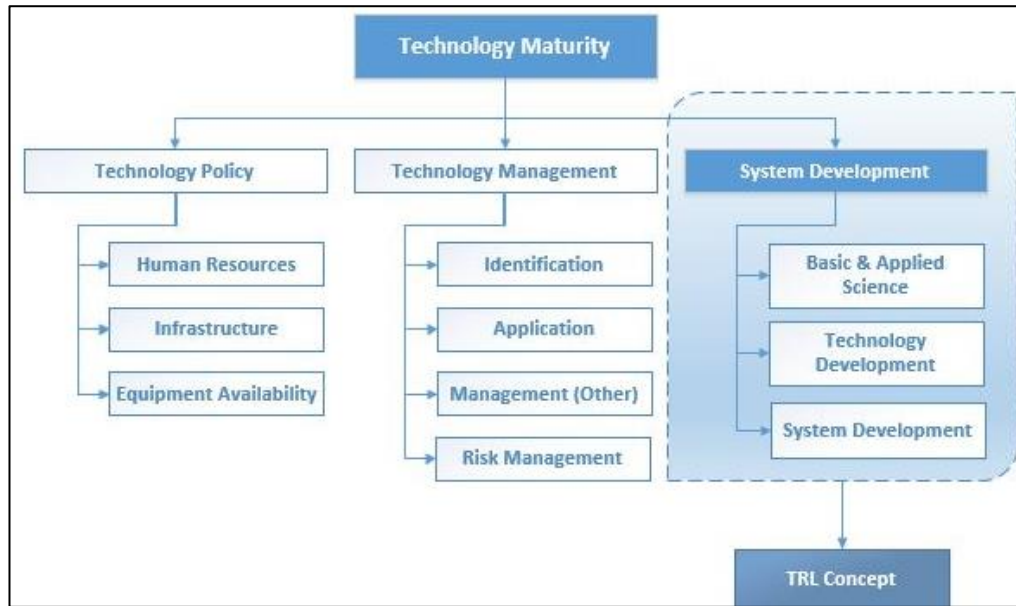 Technology Maturity
Technology Policy
Technology Management
System Development
Human Resources
Infrastructure
Equipment Availability
Identification
Application
Management (Other)
Risk Management
Basic & Applied
Science
Technology
Development
System Development
TRL Concept